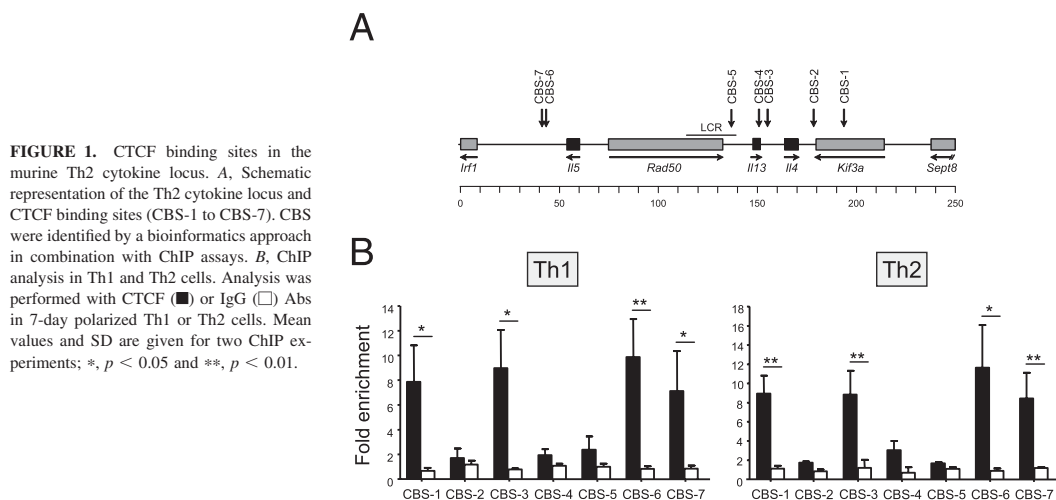 FIGURE 1. CTCF binding sites in the
murine Th2 cytokine locus. A, Schematic
representation of the Th2 cytokine locus and
CTCF binding sites (CBS-1 to CBS-7). CBS
were identified by a bioinformatics approach
in combination with ChIP assays. B, ChIP
analysis in Th1 and Th2 cells. Analysis was
performed with CTCF (■) or IgG (□) Abs
in 7-day polarized Th1 or Th2 cells. Mean
values and SD are given for two ChIP ex-
periments; *, p < 0.05 and **, p < 0.01.
A
CBS-7 CBS-6 CBS-5 CBS-4 CBS-3 CBS-2 CBS-1
LCR
Irf1 Il5 Rad50 Il13 Il4 Kif3a Sept8
0 50 100 150 200 250
B
Th1
Fold enrichment
14
12
10
8
6
4
2
0
* * ** *
CBS-1 CBS-2 CBS-3 CBS-4 CBS-5 CBS-6 CBS-7
Th2
18
16
14
12
10
8
6
4
2
0
** ** * **
CBS-1 CBS-2 CBS-3 CBS-4 CBS-5 CBS-6 CBS-7